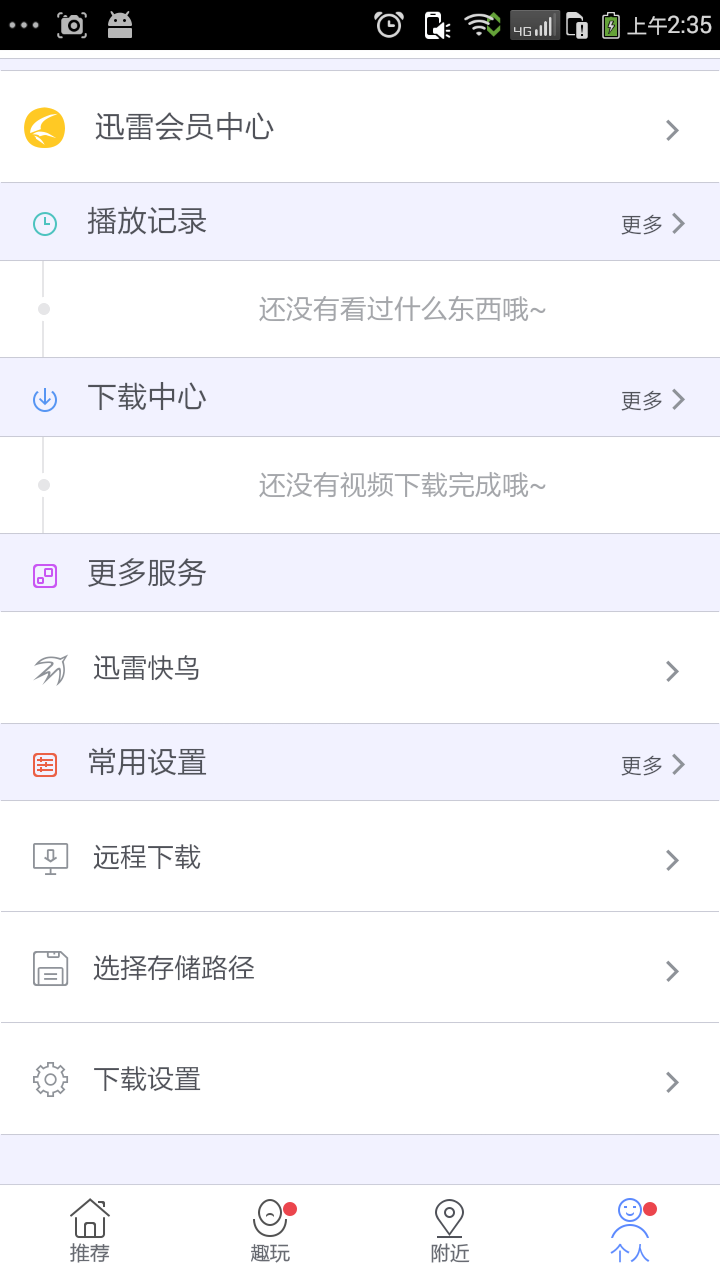 4G 上午2:35
迅雷会员中心
播放记录 更多
还没有看过什么东西哦~
下载中心 更多
还没有视频下载完成哦~
更多服务
迅雷快鸟
常用设置 更多
远程下载
选择存储路径
下载设置
推荐 趣玩 附近 个人